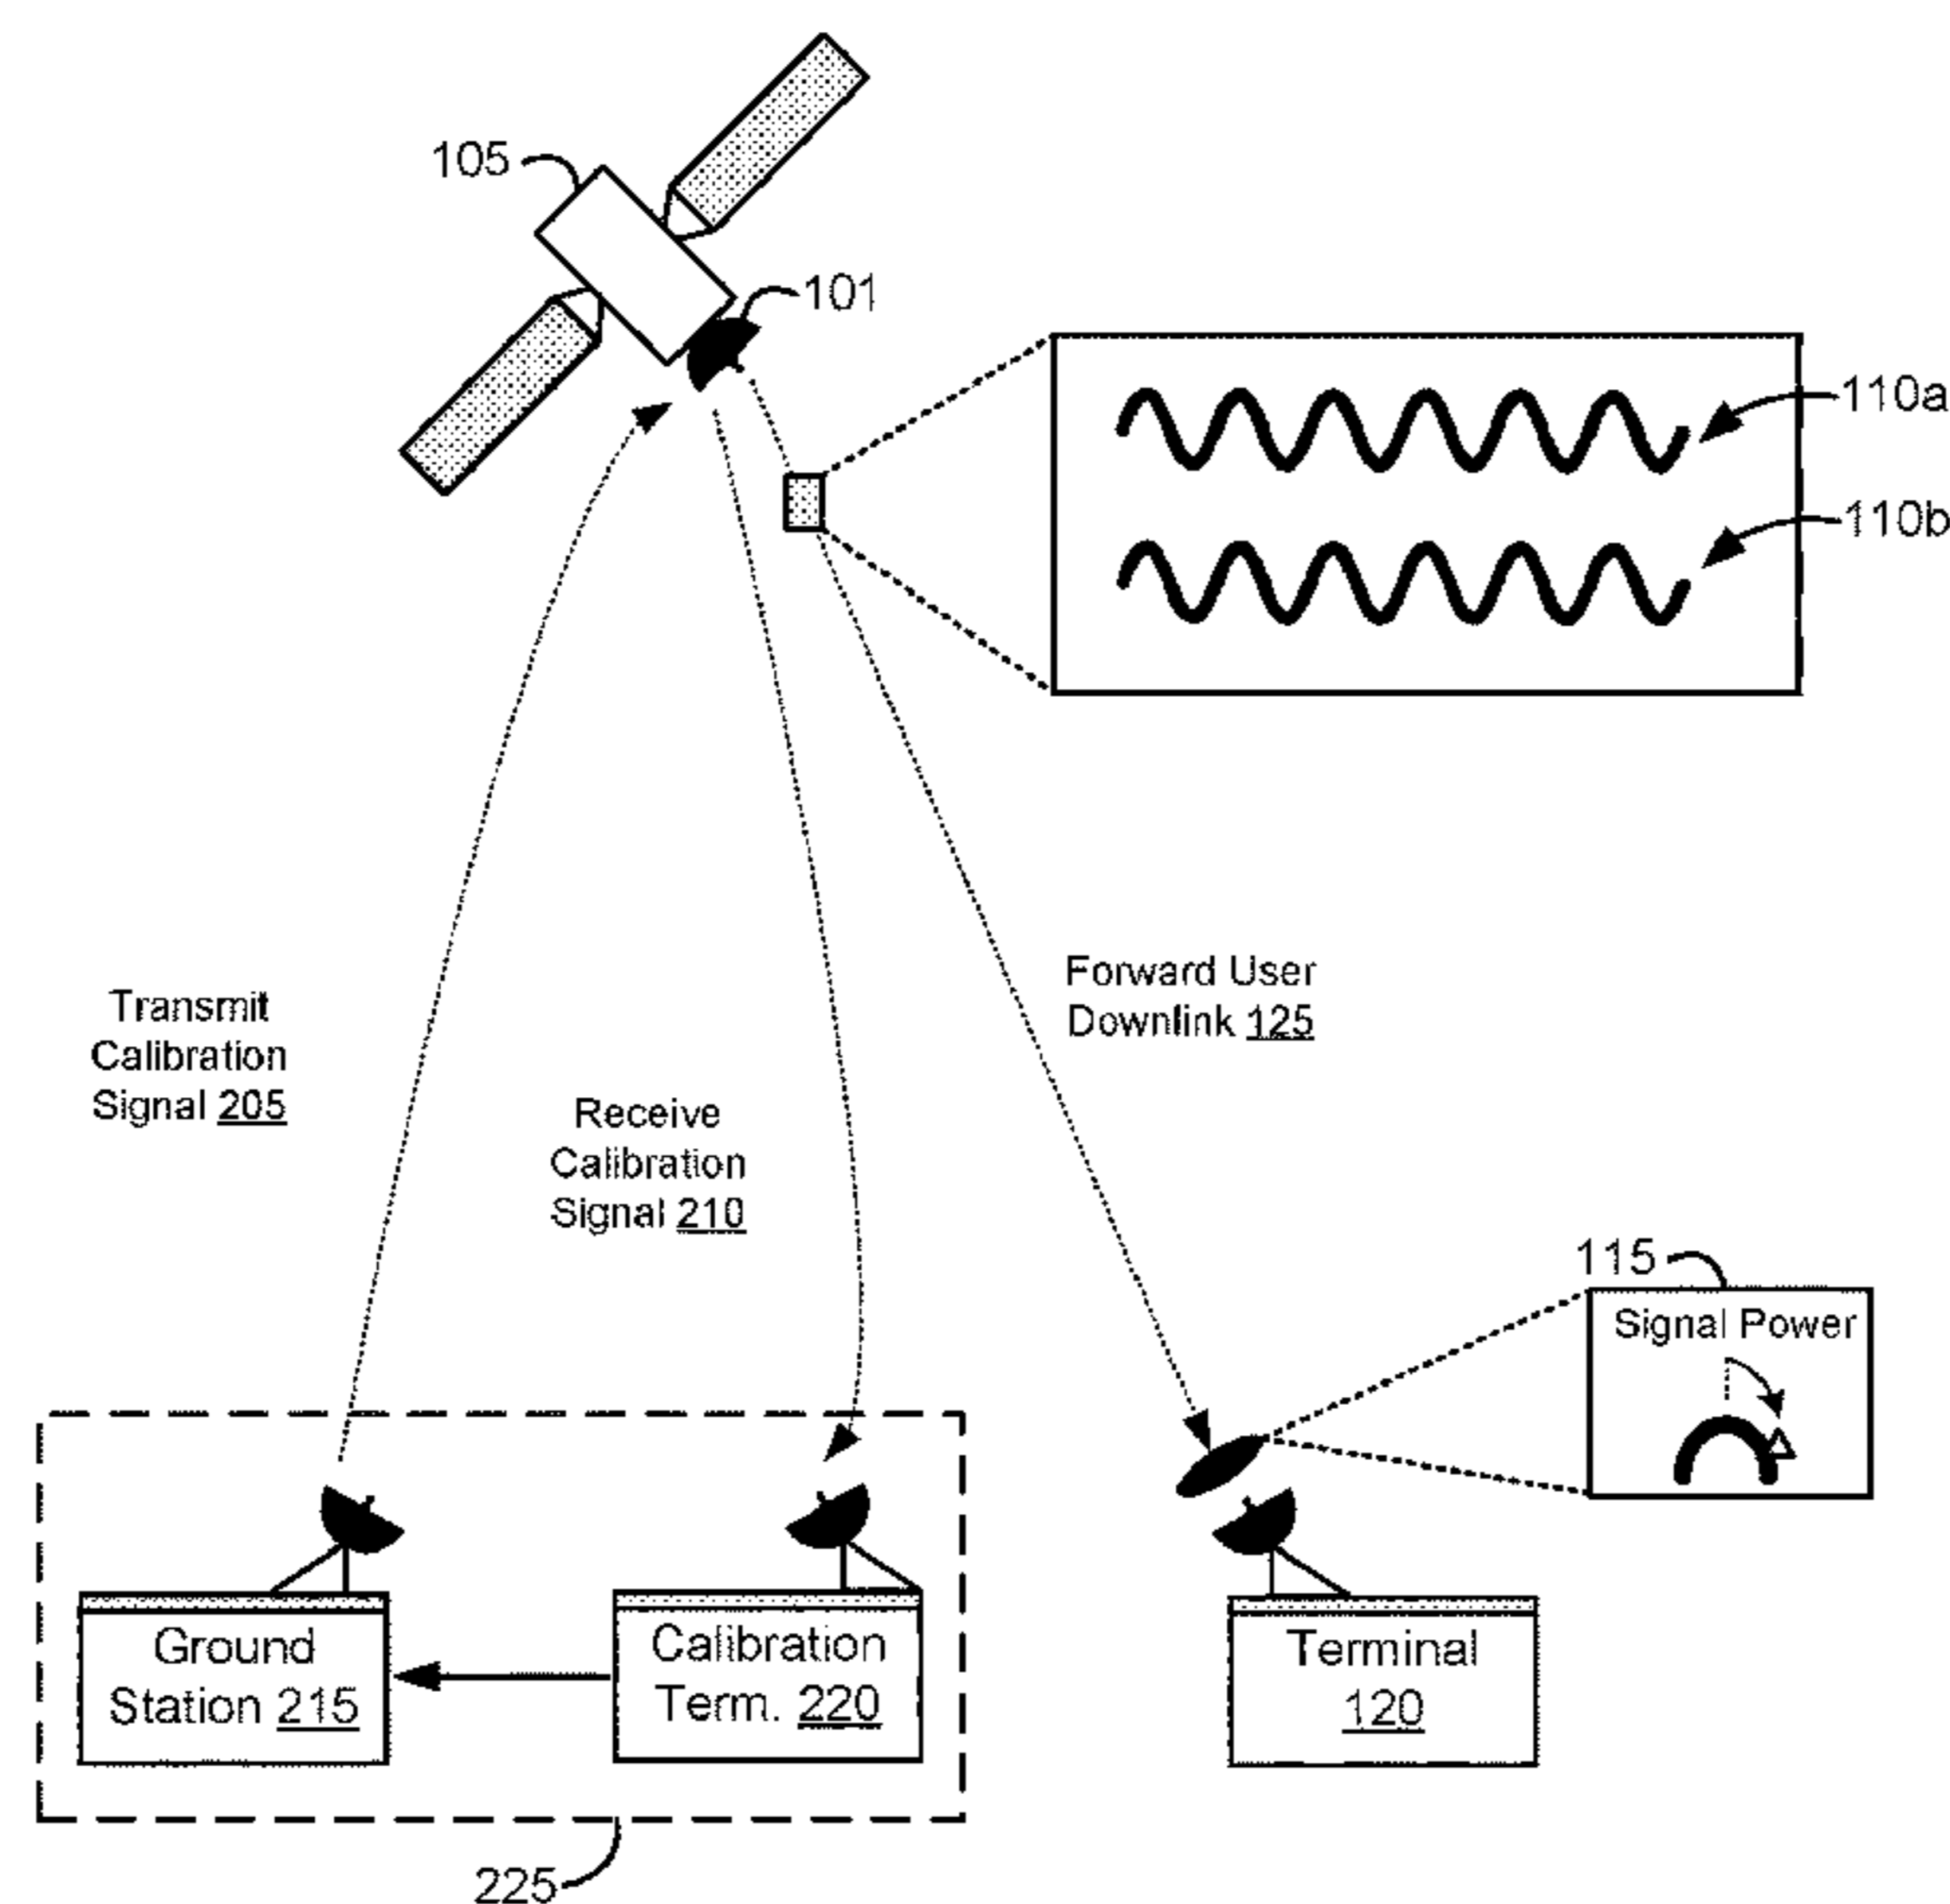 105
101
110a
110b
Transmit
Calibration
Signal 205
Receive
Calibration
Signal 210
Forward User
Downlink 125
115
Signal Power
Ground
Station 215
Calibration
Term. 220
Terminal
120
225